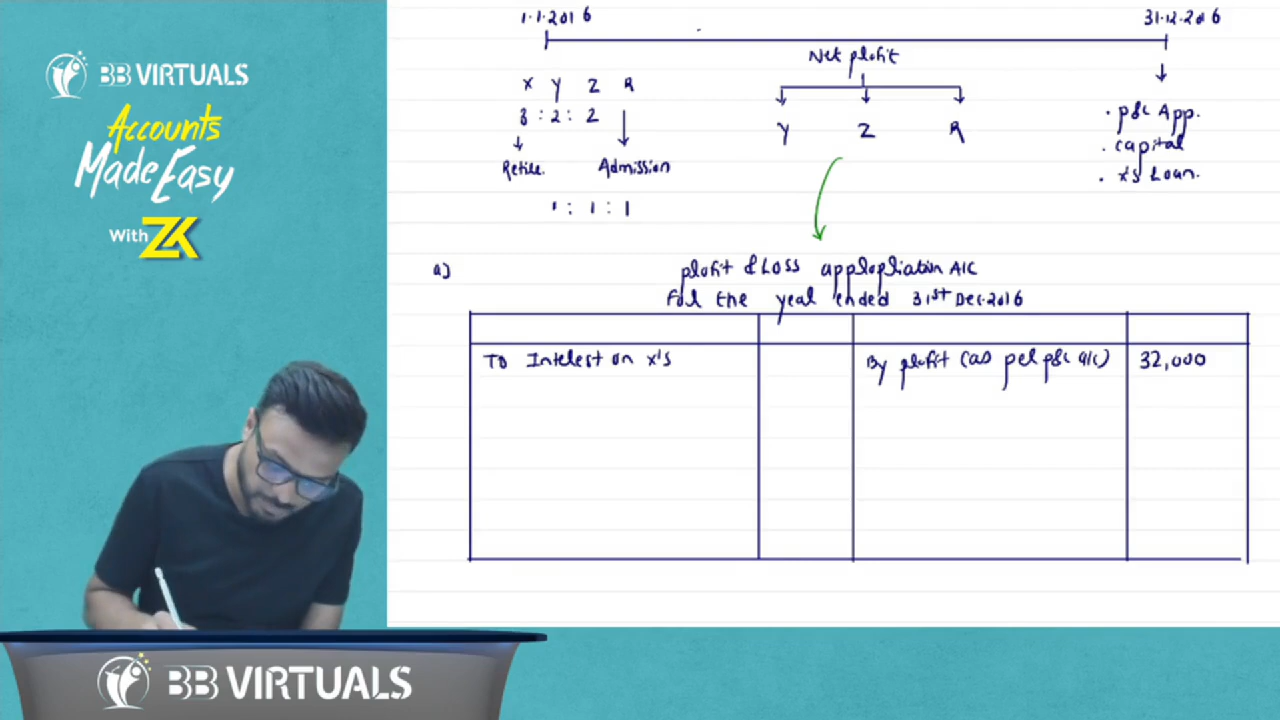 BB VIRTUALS
Accounts
Made Easy
With ZK
1.1.2016
31.12.2016
Net profit
X Y Z R
3 : 2 : 2
Y Z R
Retire.
Admission
1 : 1 : 1
• P&L App.
• Capital
• X's Loan.
a)
profit & Loss appropriation A/C
For the year ended 31st Dec.2016
To Interest on X's
By profit (as per P&L a/c)
32,000
BB VIRTUALS